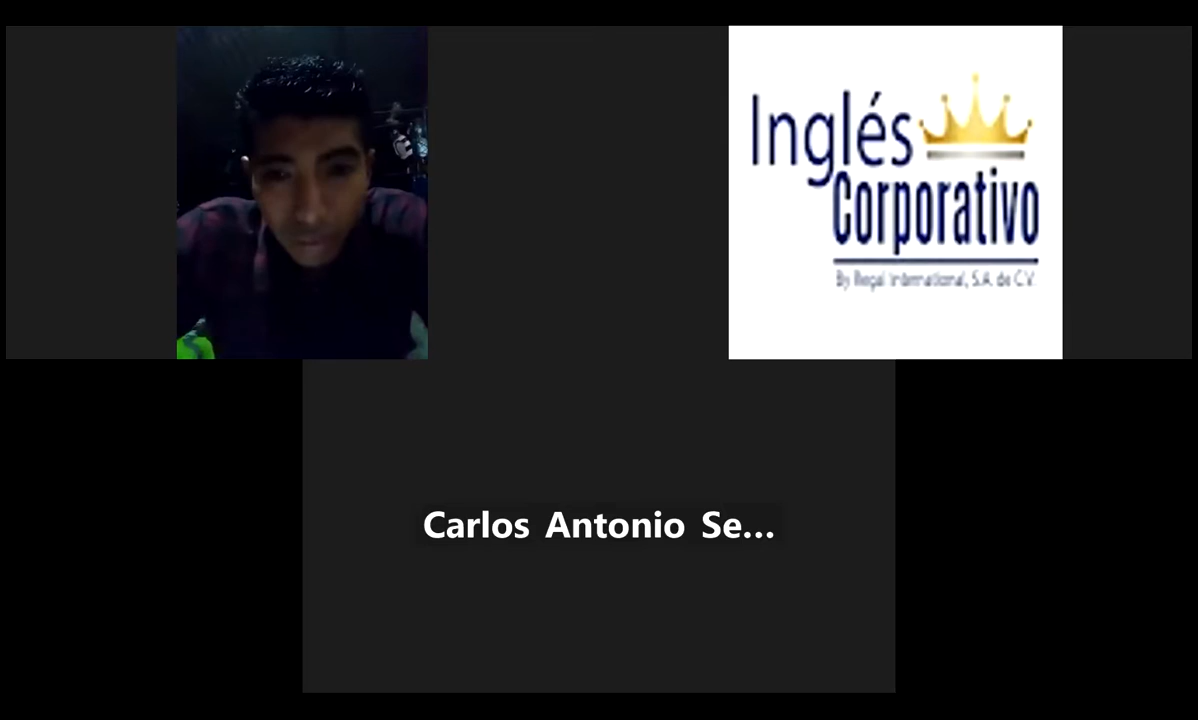 Inglés
Corporativo
By Regal International, S.A. de C.V.
Carlos Antonio Se...